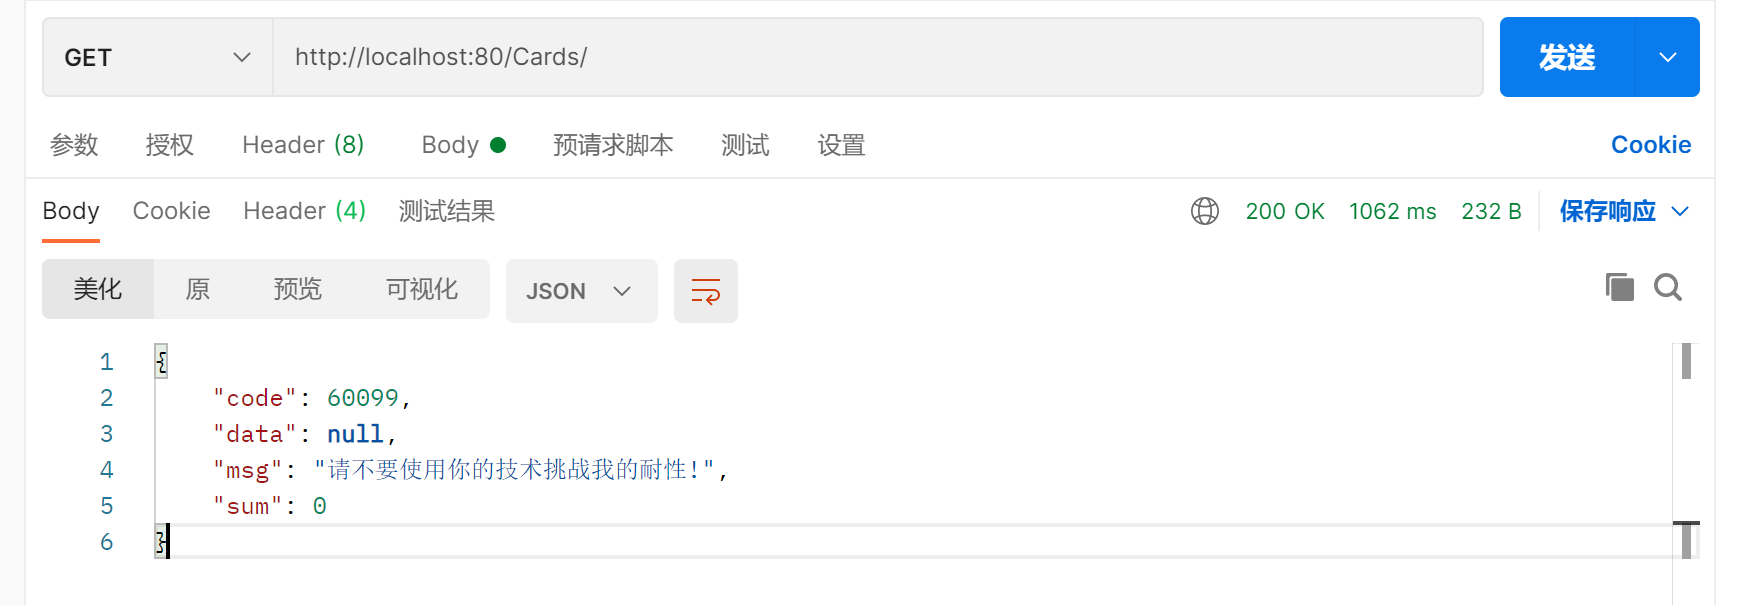 GET http://localhost:80/Cards/ 发送
参数 授权 Header (8) Body 预请求脚本 测试 设置 Cookie
Body Cookie Header (4) 测试结果 200 OK 1062 ms 232 B 保存响应
美化 原 预览 可视化 JSON
1 {
2 "code": 60099,
3 "data": null,
4 "msg": "请不要使用你的技术挑战我的耐性!",
5 "sum": 0
6 }